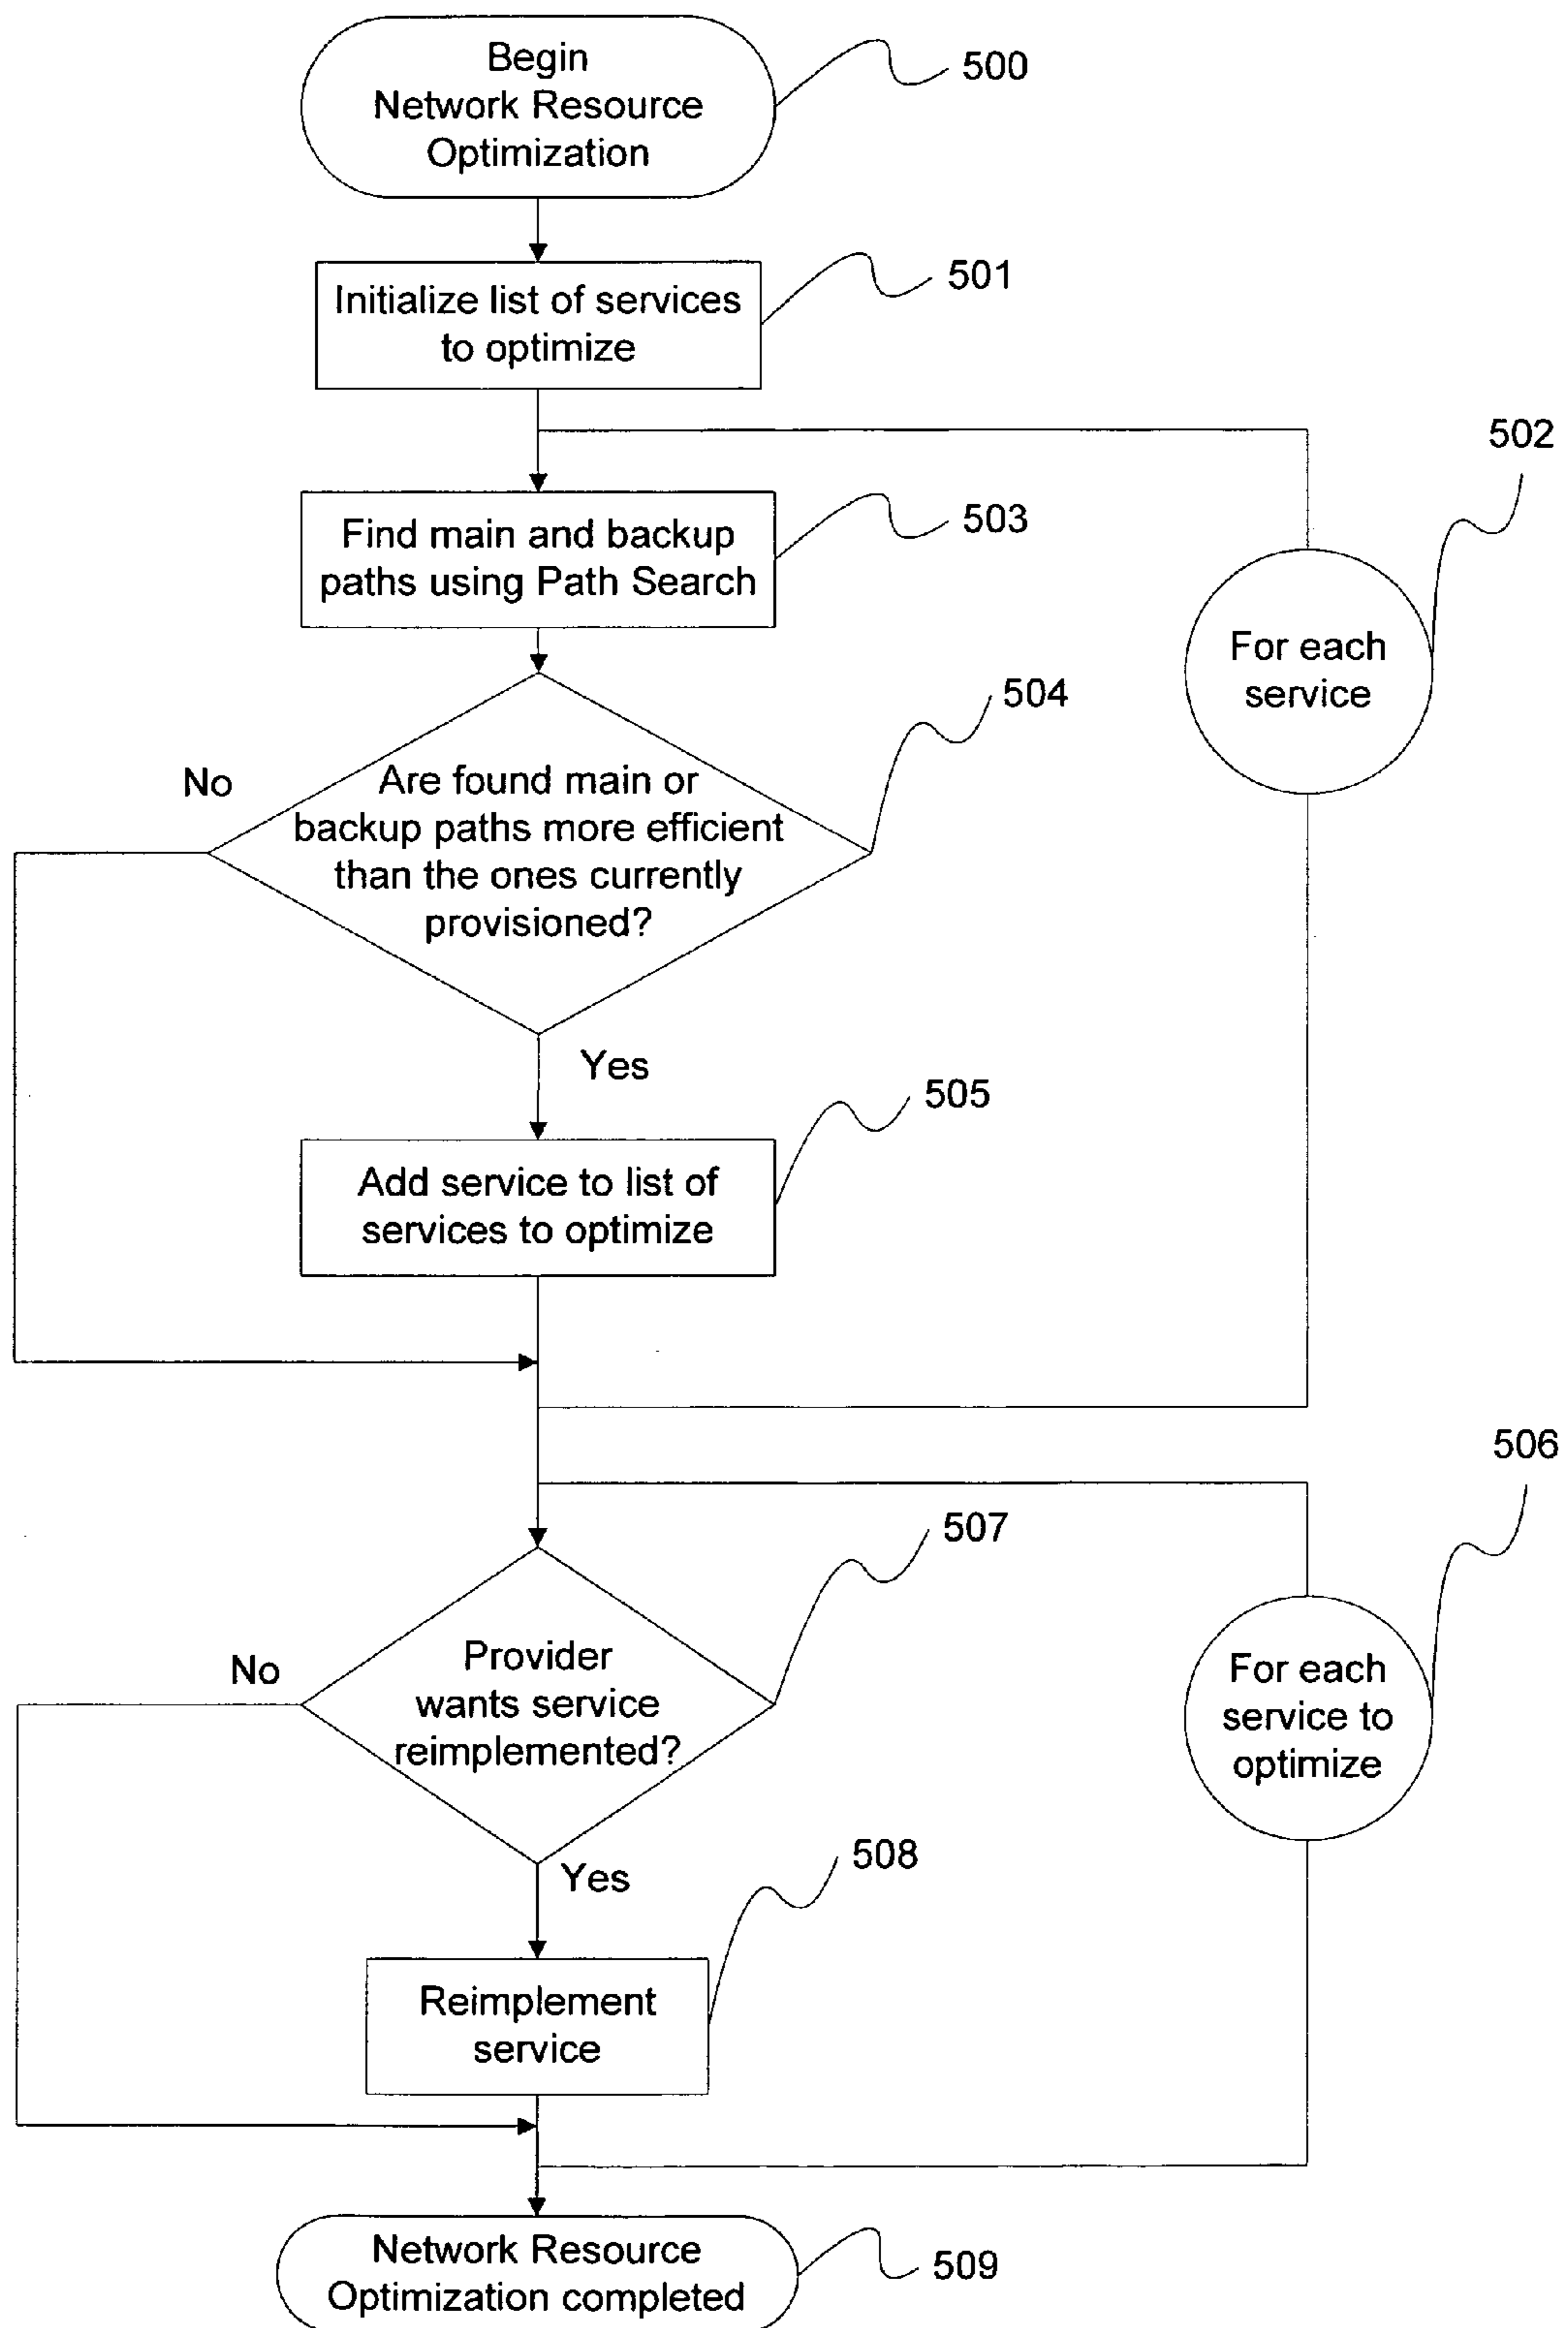 Begin
Network Resource
Optimization
500
Initialize list of services
to optimize
501
502
Find main and backup
paths using Path Search
503
For each
service
504
No
Are found main or
backup paths more efficient
than the ones currently
provisioned?
Yes
505
Add service to list of
services to optimize
506
507
No
Provider
wants service
reimplemented?
For each
service to
optimize
Yes
508
Reimplement
service
Network Resource
Optimization completed
509